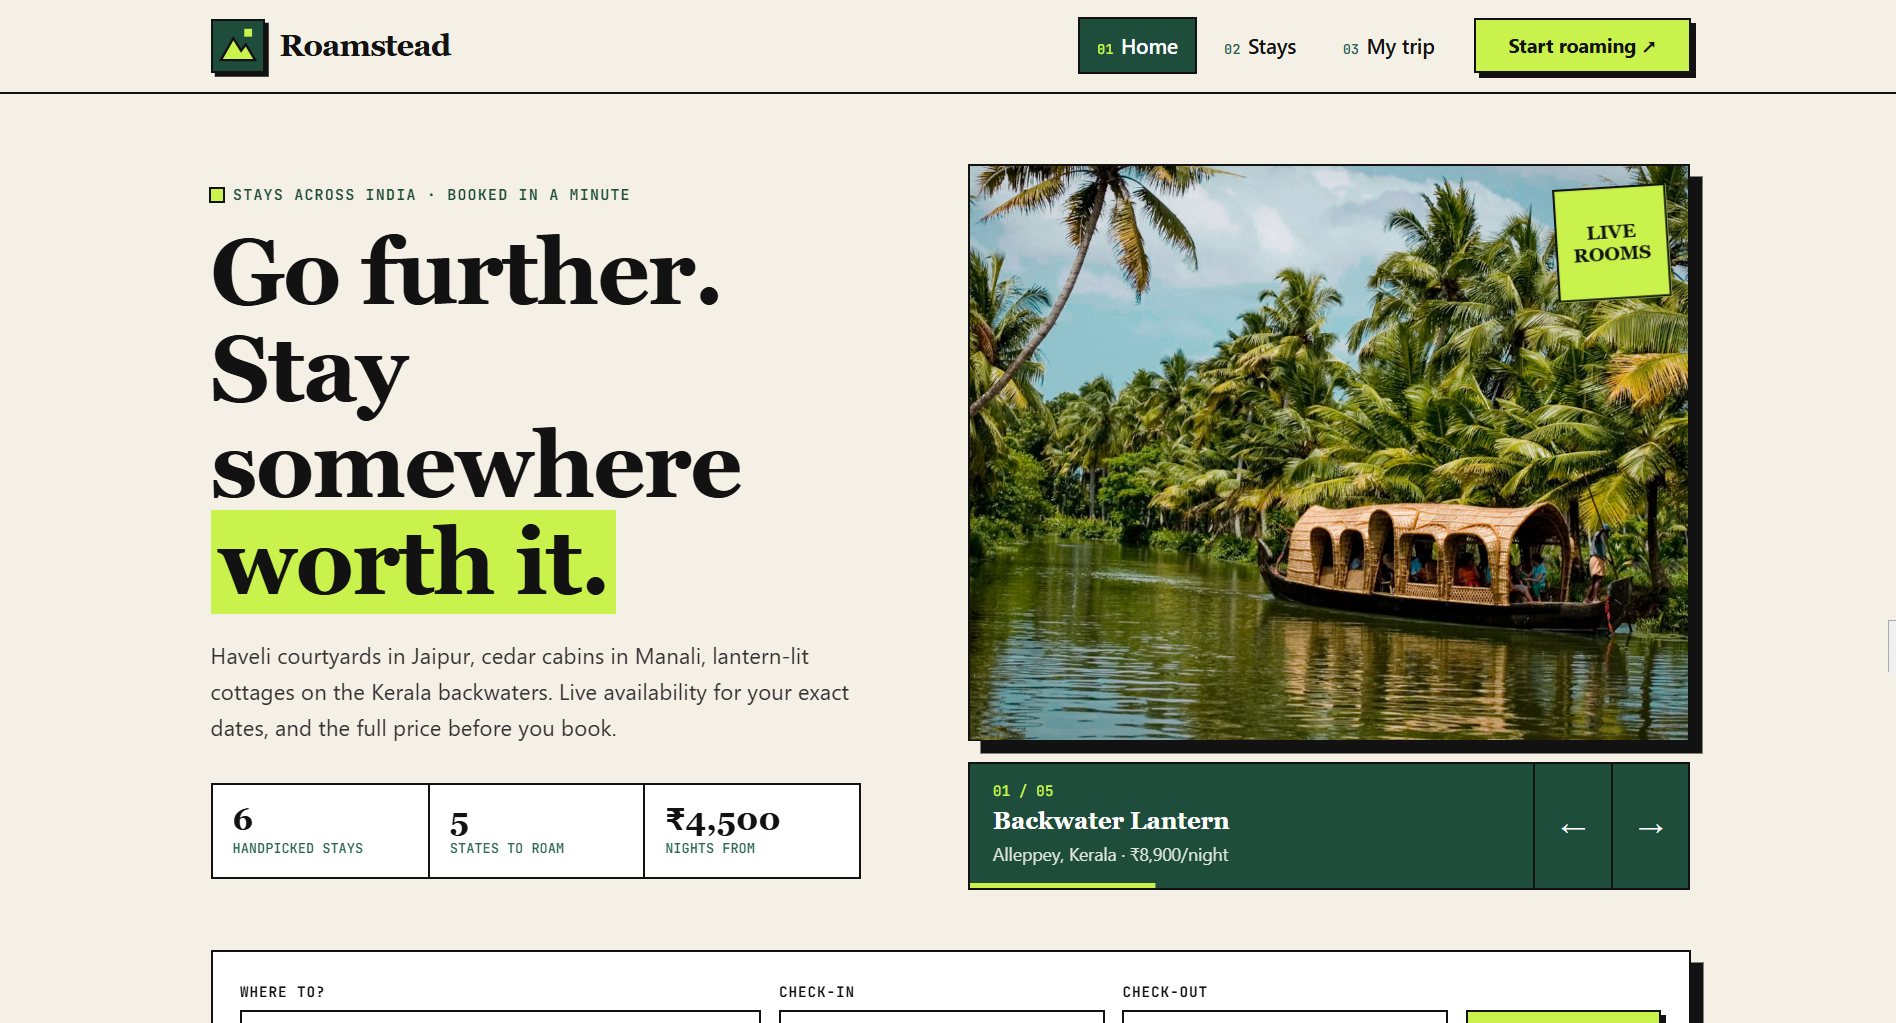 Roamstead
01 Home
02 Stays
03 My trip
Start roaming ↗
STAYS ACROSS INDIA · BOOKED IN A MINUTE
Go further.
Stay
somewhere
worth it.
Haveli courtyards in Jaipur, cedar cabins in Manali, lantern-lit
cottages on the Kerala backwaters. Live availability for your exact
dates, and the full price before you book.
6
HANDPICKED STAYS
5
STATES TO ROAM
₹4,500
NIGHTS FROM
LIVE
ROOMS
01 / 05
Backwater Lantern
Alleppey, Kerala · ₹8,900/night
← →
WHERE TO?
CHECK-IN
CHECK-OUT